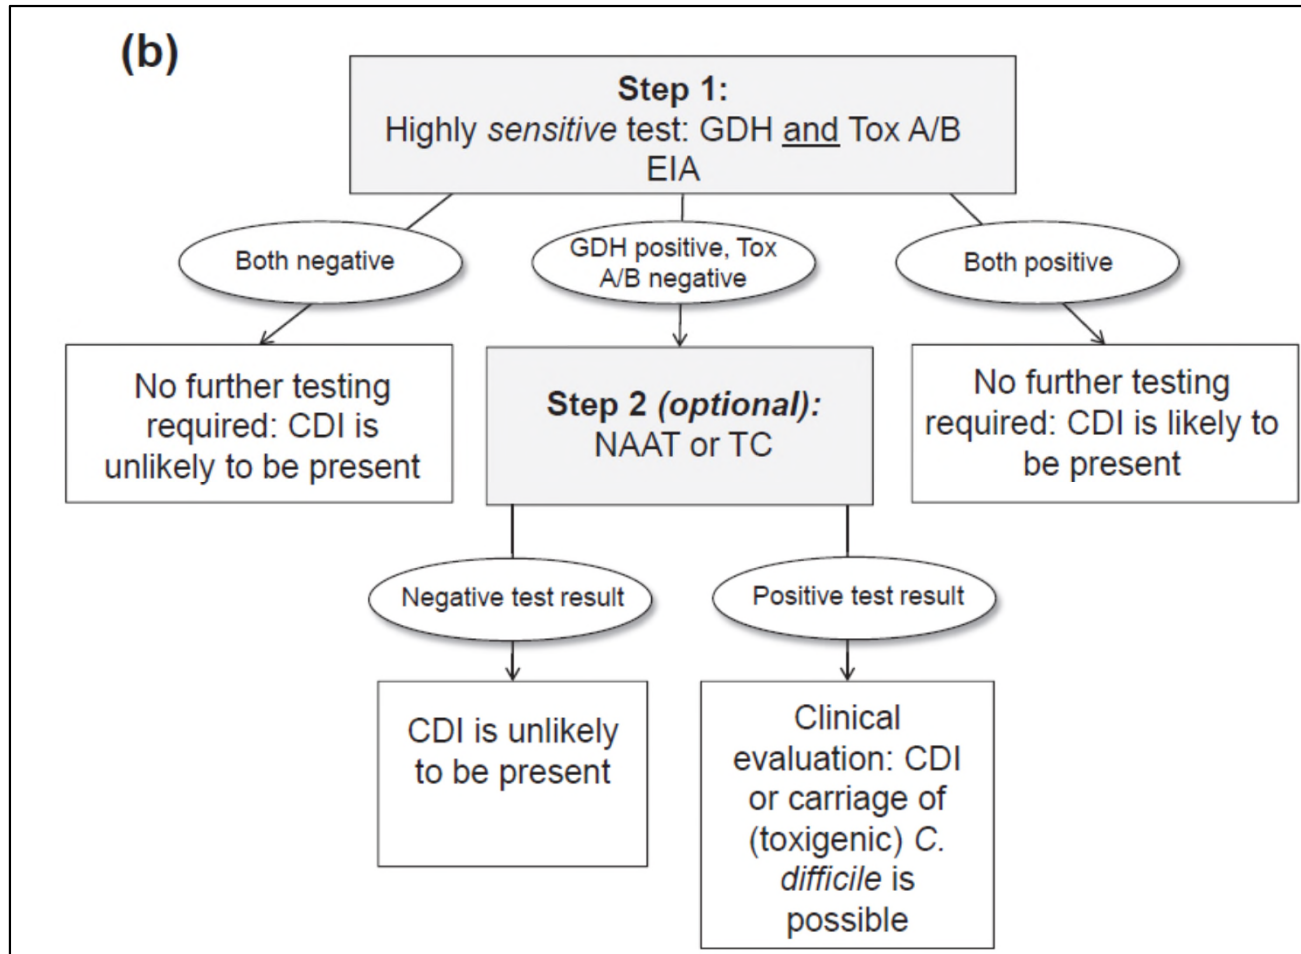 (b)
Step 1:
Highly sensitive test: GDH and Tox A/B
EIA
Both negative
GDH positive, Tox
A/B negative
Both positive
No further testing
required: CDI is
unlikely to be present
Step 2 (optional):
NAAT or TC
No further testing
required: CDI is likely to
be present
Negative test result
Positive test result
CDI is unlikely
to be present
Clinical
evaluation: CDI
or carriage of
(toxigenic) C.
difficile is
possible